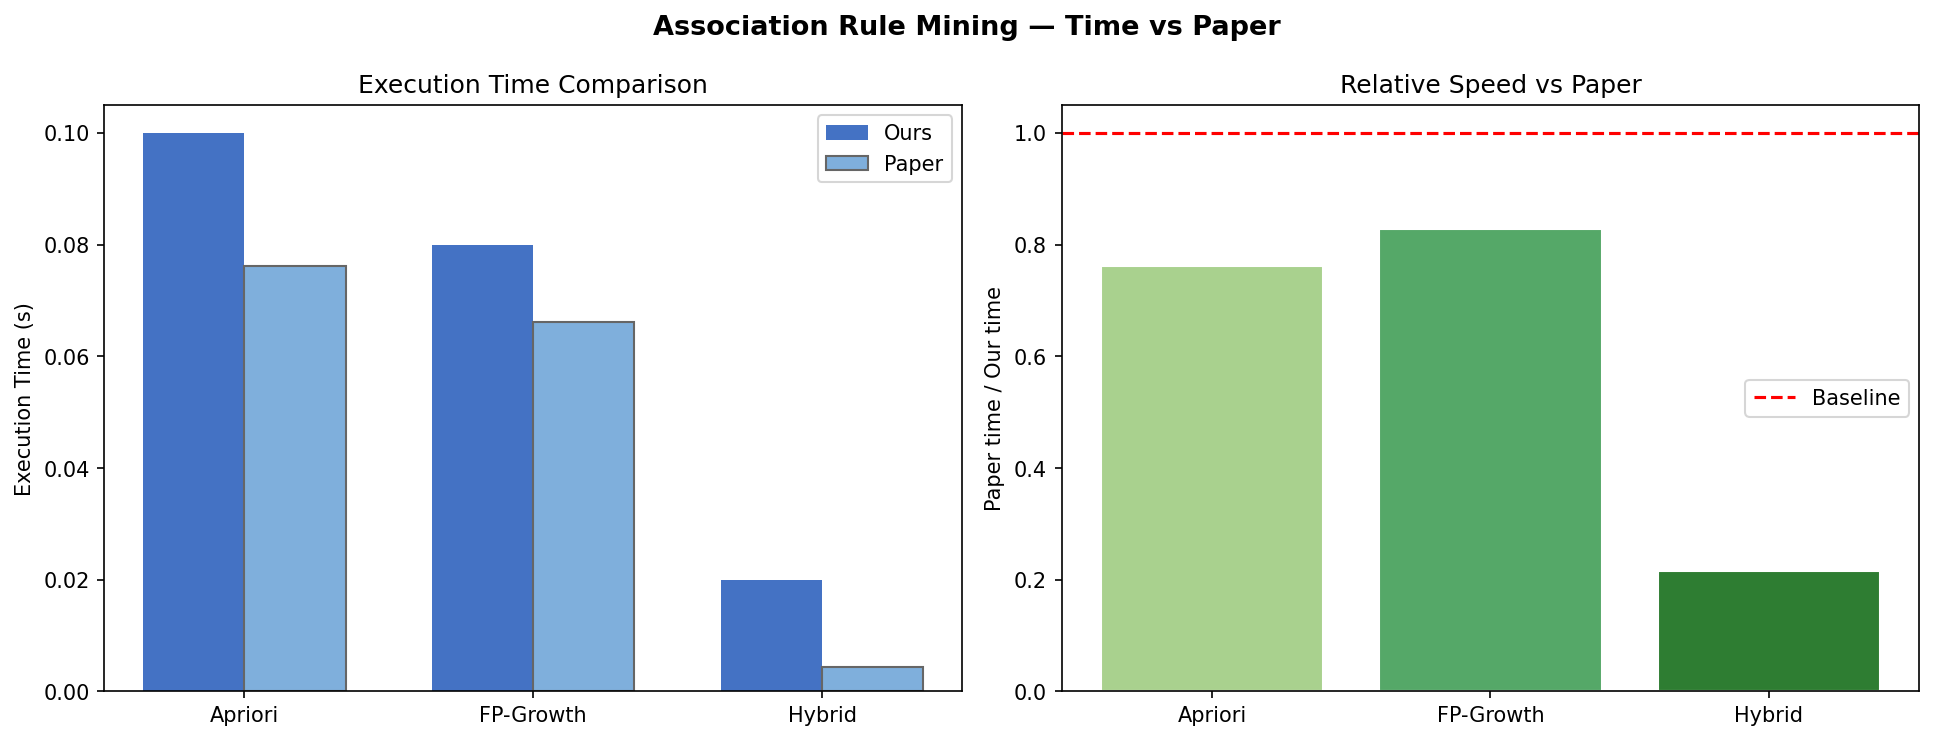 Association Rule Mining — Time vs Paper
Execution Time Comparison
Execution Time (s)
0.10
0.08
0.06
0.04
0.02
0.00
Ours
Paper
Apriori
FP-Growth
Hybrid
Relative Speed vs Paper
Paper time / Our time
1.0
0.8
0.6
0.4
0.2
0.0
Baseline
Apriori
FP-Growth
Hybrid